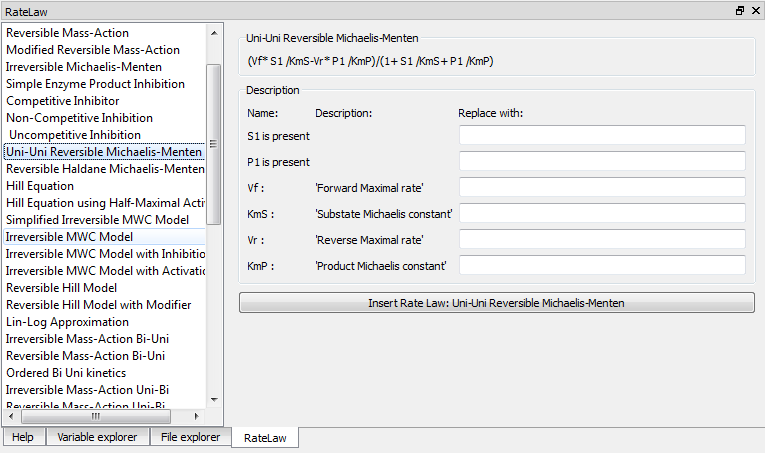 RateLaw
Reversible Mass-Action
Modified Reversible Mass-Action
Irreversible Michaelis-Menten
Simple Enzyme Product Inhibition
Competitive Inhibitor
Non-Competitive Inhibition
Uncompetitive Inhibition
Uni-Uni Reversible Michaelis-Menten
Reversible Haldane Michaelis-Menten
Hill Equation
Hill Equation using Half-Maximal Activ
Simplified Irreversible MWC Model
Irreversible MWC Model
Irreversible MWC Model with Inhibitio
Irreversible MWC Model with Activatio
Reversible Hill Model
Reversible Hill Model with Modifier
Lin-Log Approximation
Irreversible Mass-Action Bi-Uni
Reversible Mass-Action Bi-Uni
Ordered Bi Uni kinetics
Irreversible Mass-Action Uni-Bi
Reversible Mass-Action Uni-Bi
Uni-Uni Reversible Michaelis-Menten
(Vf* S1 /KmS-Vr* P1 /KmP)/(1+ S1 /KmS+ P1 /KmP)
Description
Name: Description: Replace with:
S1 is present
P1 is present
Vf : 'Forward Maximal rate'
KmS : 'Substate Michaelis constant'
Vr : 'Reverse Maximal rate'
KmP : 'Product Michaelis constant'
Insert Rate Law: Uni-Uni Reversible Michaelis-Menten
Help Variable explorer File explorer RateLaw